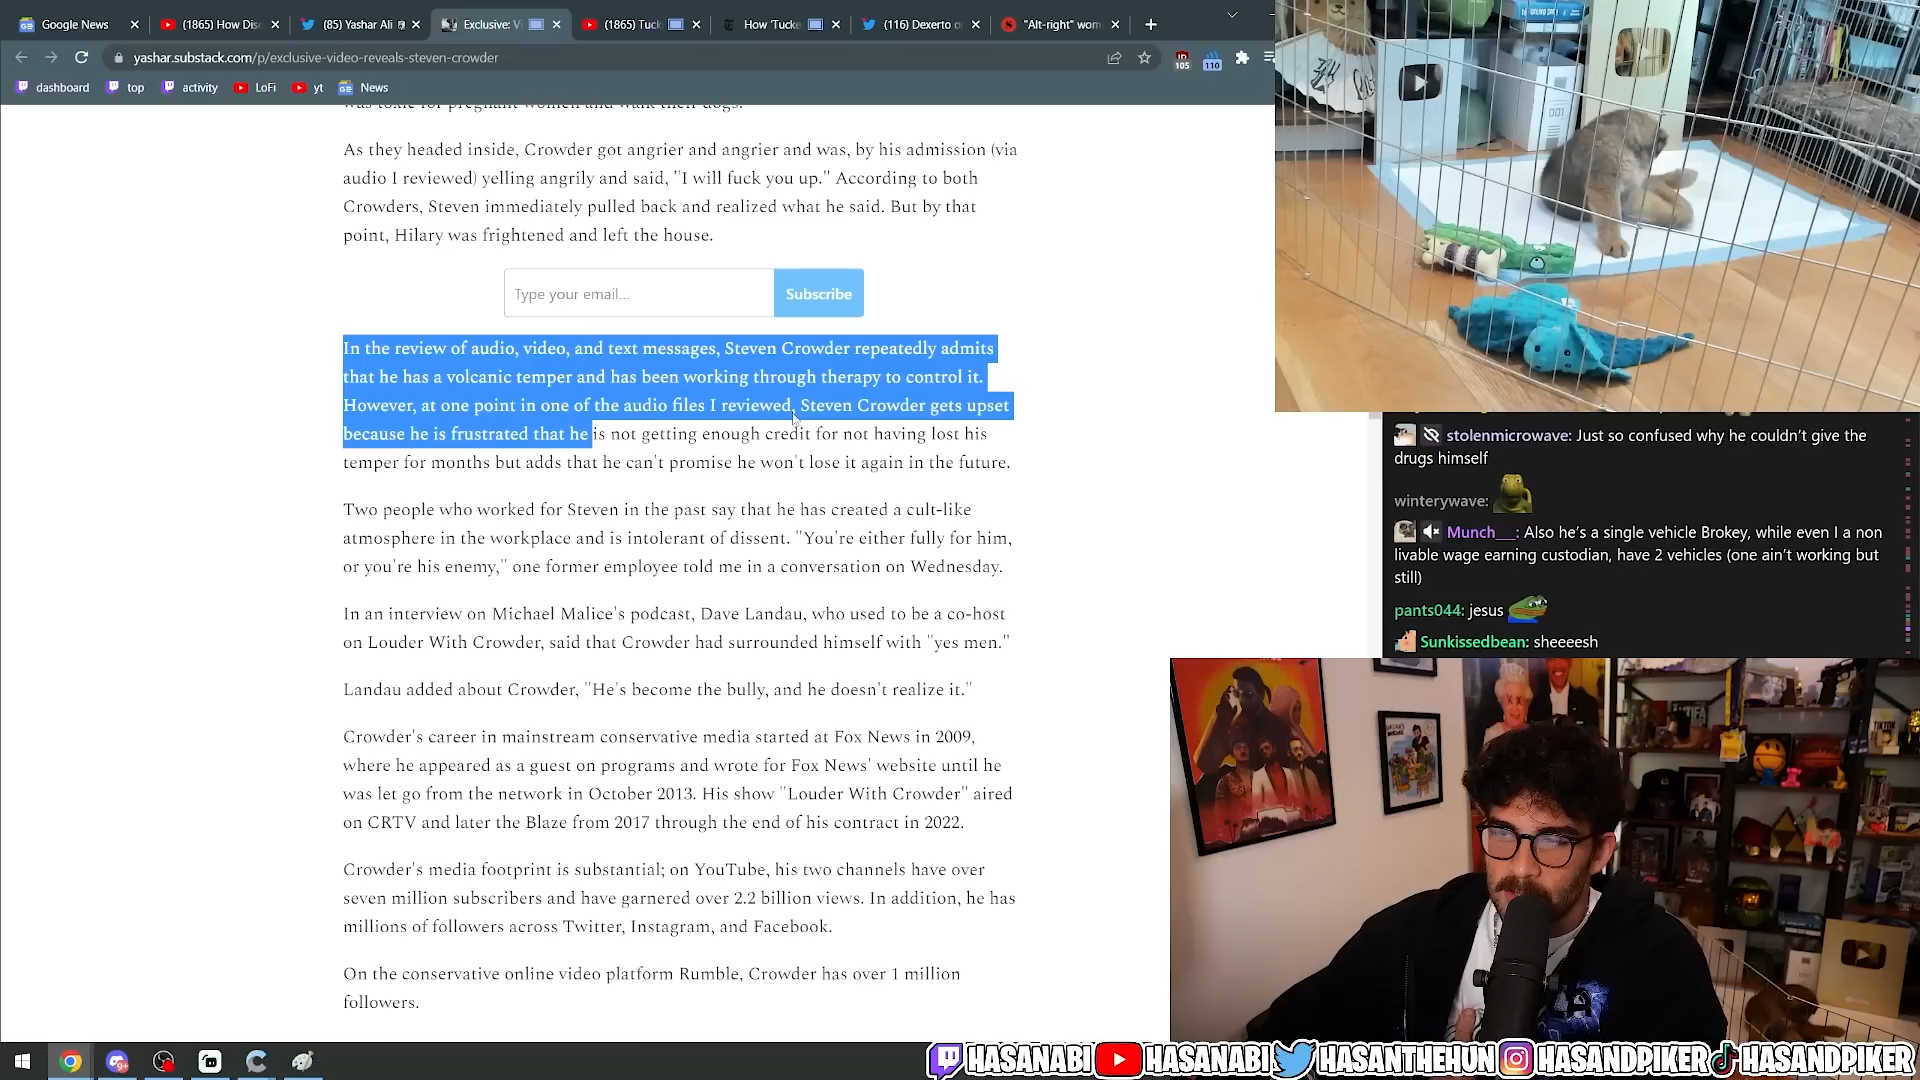 Google News
(1865) How Disc
(85) Yashar Ali
Exclusive: Vi
(1865) Tuck
How 'Tucke
(116) Dexerto o
"Alt-right" wom
yashar.substack.com/p/exclusive-video-reveals-steven-crowder
105
110
dashboard
top
activity
LoFi
yt
News
was toxic for pregnant women and walk their dogs.
As they headed inside, Crowder got angrier and angrier and was, by his admission (via
audio I reviewed) yelling angrily and said, "I will fuck you up." According to both
Crowders, Steven immediately pulled back and realized what he said. But by that
point, Hilary was frightened and left the house.
Type your email...
Subscribe
In the review of audio, video, and text messages, Steven Crowder repeatedly admits
that he has a volcanic temper and has been working through therapy to control it.
However, at one point in one of the audio files I reviewed, Steven Crowder gets upset
because he is frustrated that he is not getting enough credit for not having lost his
temper for months but adds that he can't promise he won't lose it again in the future.
Two people who worked for Steven in the past say that he has created a cult-like
atmosphere in the workplace and is intolerant of dissent. "You're either fully for him,
or you're his enemy," one former employee told me in a conversation on Wednesday.
In an interview on Michael Malice's podcast, Dave Landau, who used to be a co-host
on Louder With Crowder, said that Crowder had surrounded himself with "yes men."
Landau added about Crowder, "He's become the bully, and he doesn't realize it."
Crowder's career in mainstream conservative media started at Fox News in 2009,
where he appeared as a guest on programs and wrote for Fox News' website until he
was let go from the network in October 2013. His show "Louder With Crowder" aired
on CRTV and later the Blaze from 2017 through the end of his contract in 2022.
Crowder's media footprint is substantial; on YouTube, his two channels have over
seven million subscribers and have garnered over 2.2 billion views. In addition, he has
millions of followers across Twitter, Instagram, and Facebook.
On the conservative online video platform Rumble, Crowder has over 1 million
followers.
001
stolenmicrowave: Just so confused why he couldn't give the
drugs himself
winterywave:
Munch___: Also he's a single vehicle Brokey, while even I a non
livable wage earning custodian, have 2 vehicles (one ain't working but
still)
pants044: jesus
Sunkissedbean: sheeeesh
TIKTOK
9+
HASANABI
HASANABI
HASANTHEHUN
HASANDPIKER
HASANDPIKER